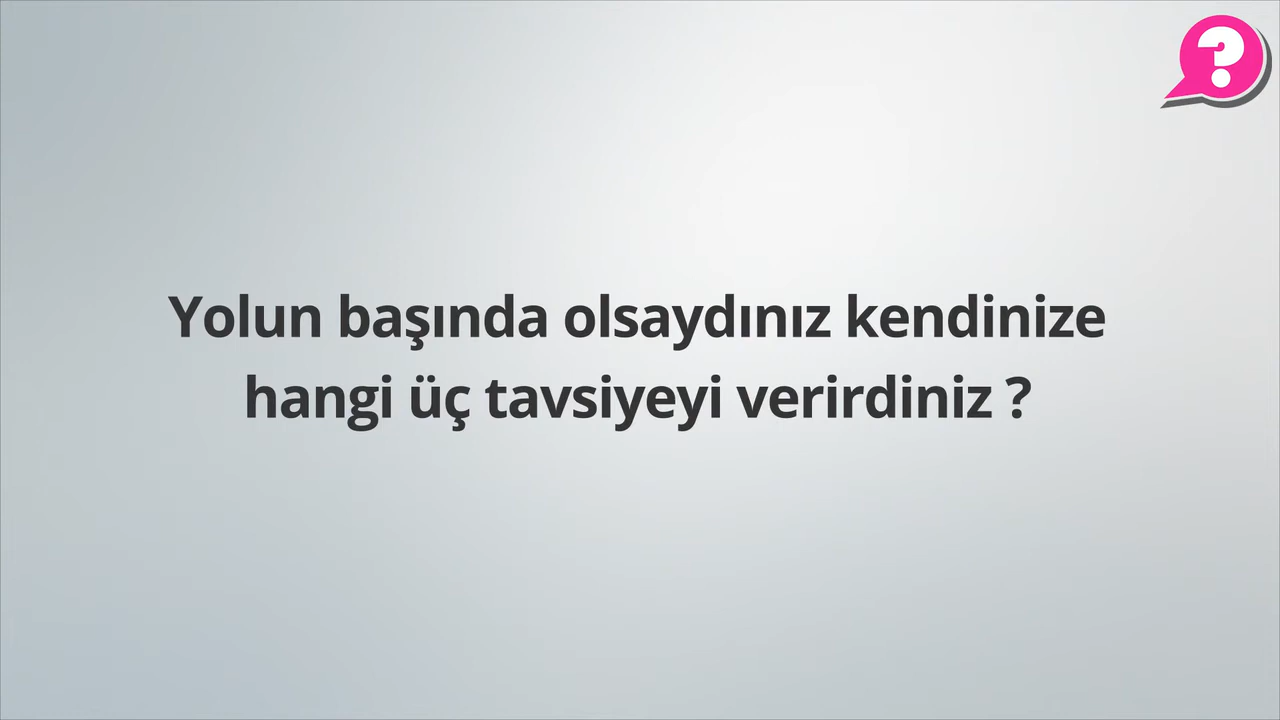 Yolun başında olsaydınız kendinize
hangi üç tavsiyeyi verirdiniz ?
?